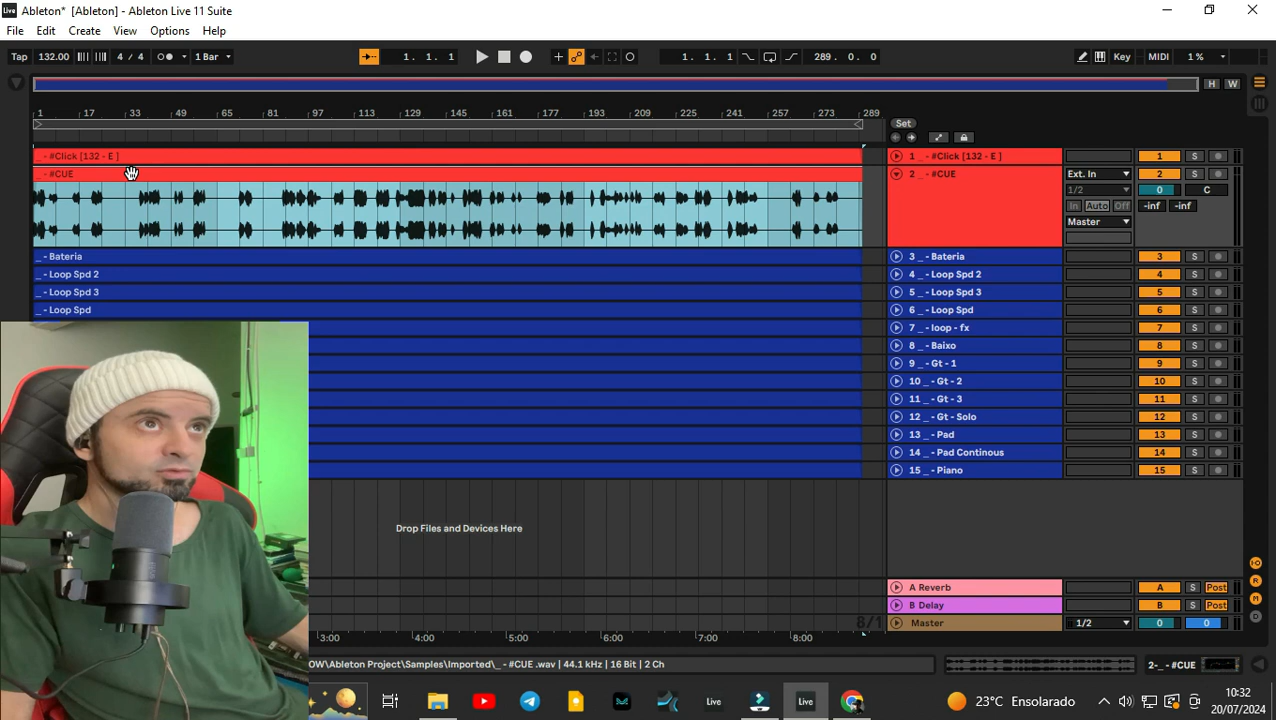 Ableton* [Ableton] - Ableton Live 11 Suite
File Edit Create View Options Help
Tap 132.00 4 / 4 1 Bar 1. 1. 1 1. 1. 1 289. 0. 0 Key MIDI 1 %
H W
1 17 33 49 65 81 97 113 129 145 161 177 193 209 225 241 257 273 289
Set
_ - #Click [132 - E ] 1 _ - #Click [132 - E ] 1 S
_ - #CUE 2 _ - #CUE Ext. In 2 S
1/2 0 C
In Auto Off -inf -inf
Master
_ - Bateria 3 _ - Bateria 3 S
_ - Loop Spd 2 4 _ - Loop Spd 2 4 S
_ - Loop Spd 3 5 _ - Loop Spd 3 5 S
_ - Loop Spd 6 _ - Loop Spd 6 S
7 _ - loop - fx 7 S
8 _ - Baixo 8 S
9 _ - Gt - 1 9 S
10 _ - Gt - 2 10 S
11 _ - Gt - 3 11 S
12 _ - Gt - Solo 12 S
13 _ - Pad 13 S
14 _ - Pad Continous 14 S
15 _ - Piano 15 S
Drop Files and Devices Here
A Reverb A S Post
B Delay B S Post
8/1 Master 1/2 0 0
3:00 4:00 5:00 6:00 7:00 8:00
OW\Ableton Project\Samples\Imported\_ - #CUE .wav | 44.1 kHz | 16 Bit | 2 Ch 2-_ - #CUE
Live Live 23°C Ensolarado 10:32
20/07/2024